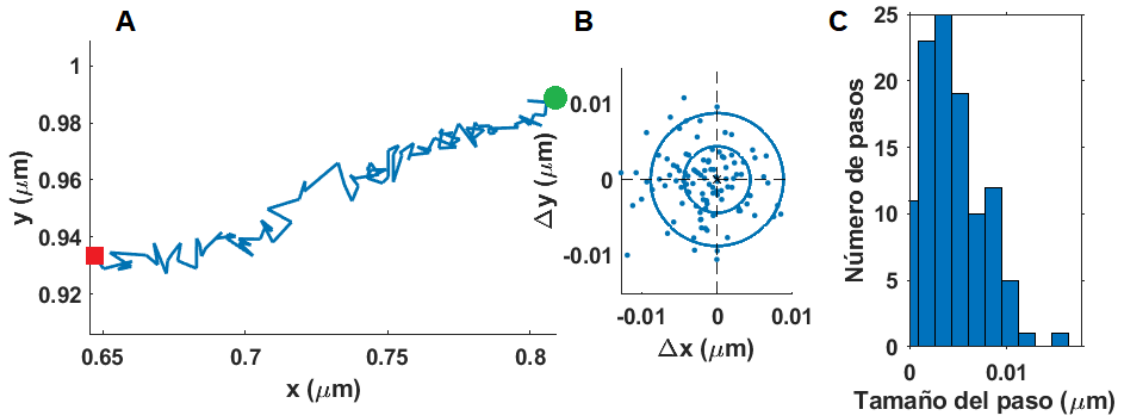 A
1
0.98
0.96
0.94
0.92
y (μm)
0.65
0.7
0.75
0.8
x (μm)
B
0.01
0
-0.01
Δy (μm)
-0.01
0
0.01
Δx (μm)
C
25
20
15
10
5
0
Número de pasos
0
0.01
Tamaño del paso (μm)